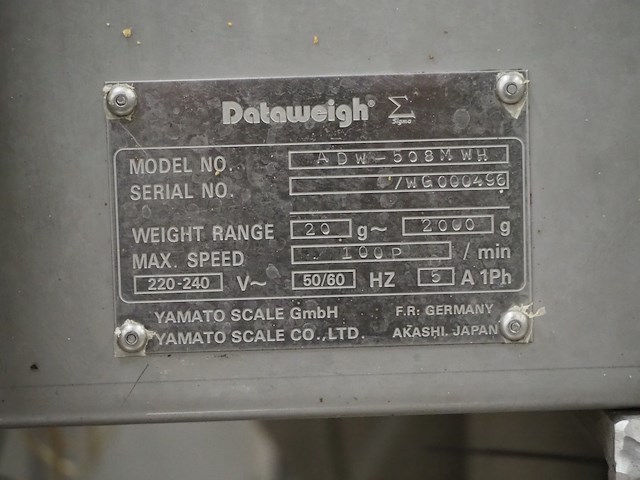 Dataweigh® Σ
Sigma
MODEL NO. ADW-508MWH
SERIAL NO. /WG000496
WEIGHT RANGE 20 g~ 2000 g
MAX. SPEED 100P / min
220-240 V~ 50/60 HZ 5 A 1Ph
YAMATO SCALE GmbH F.R: GERMANY
YAMATO SCALE CO.,LTD. AKASHI. JAPAN